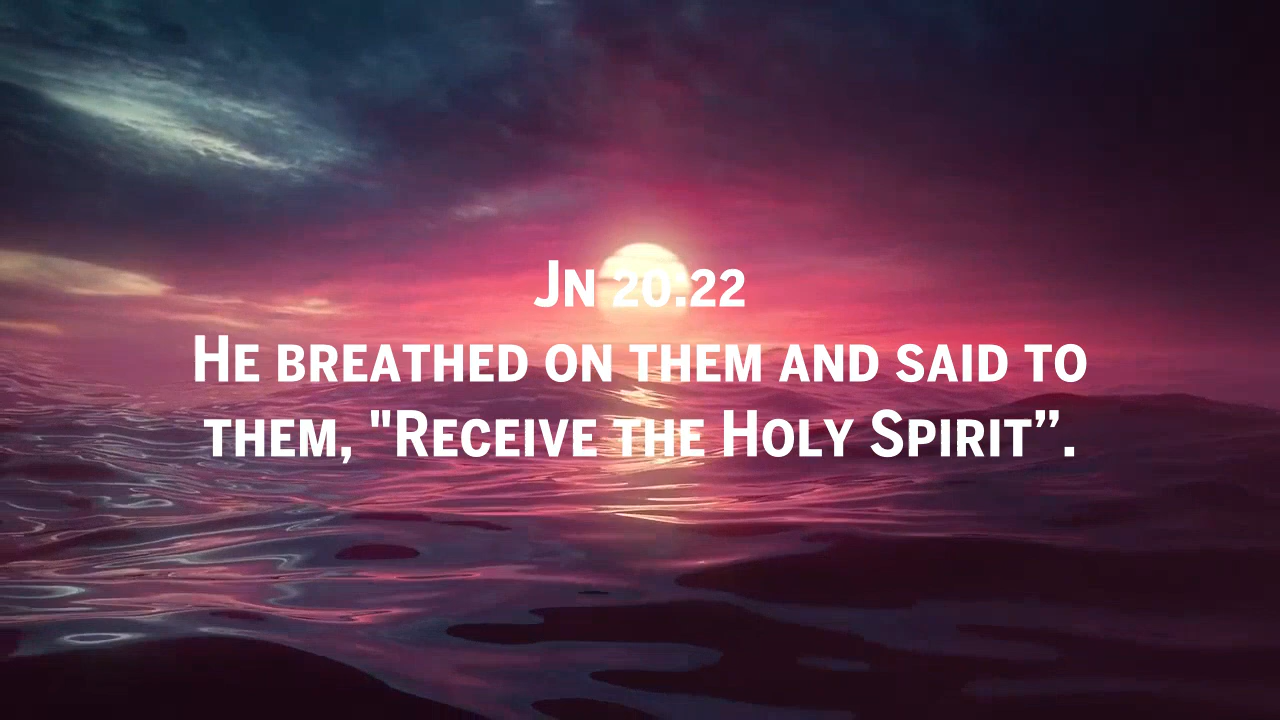 Jn 20:22
He breathed on them and said to
them, "Receive the Holy Spirit”.